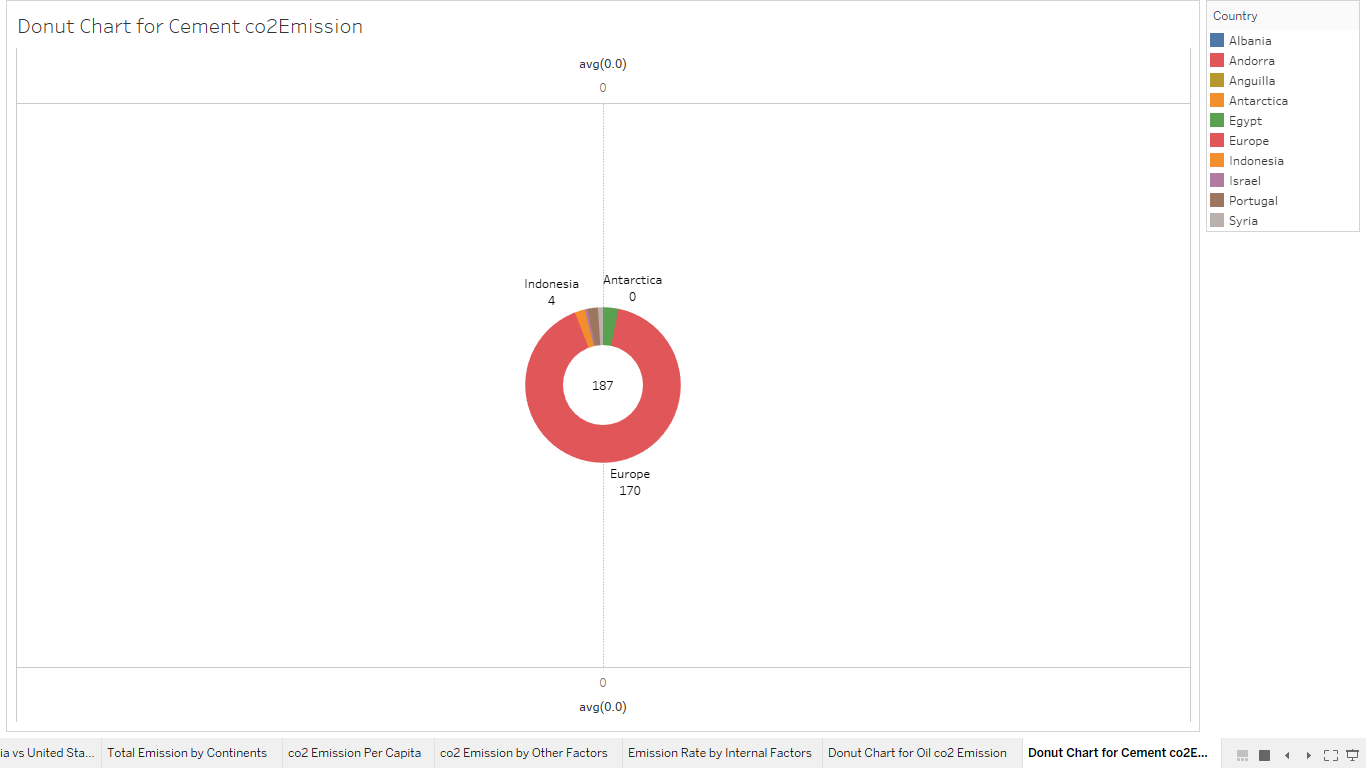 Donut Chart for Cement co2Emission
avg(0.0)
0
Indonesia
4
Antarctica
0
187
Europe
170
0
avg(0.0)
Country
Albania
Andorra
Anguilla
Antarctica
Egypt
Europe
Indonesia
Israel
Portugal
Syria
ia vs United Sta... Total Emission by Continents co2 Emission Per Capita co2 Emission by Other Factors Emission Rate by Internal Factors Donut Chart for Oil co2 Emission Donut Chart for Cement co2E...